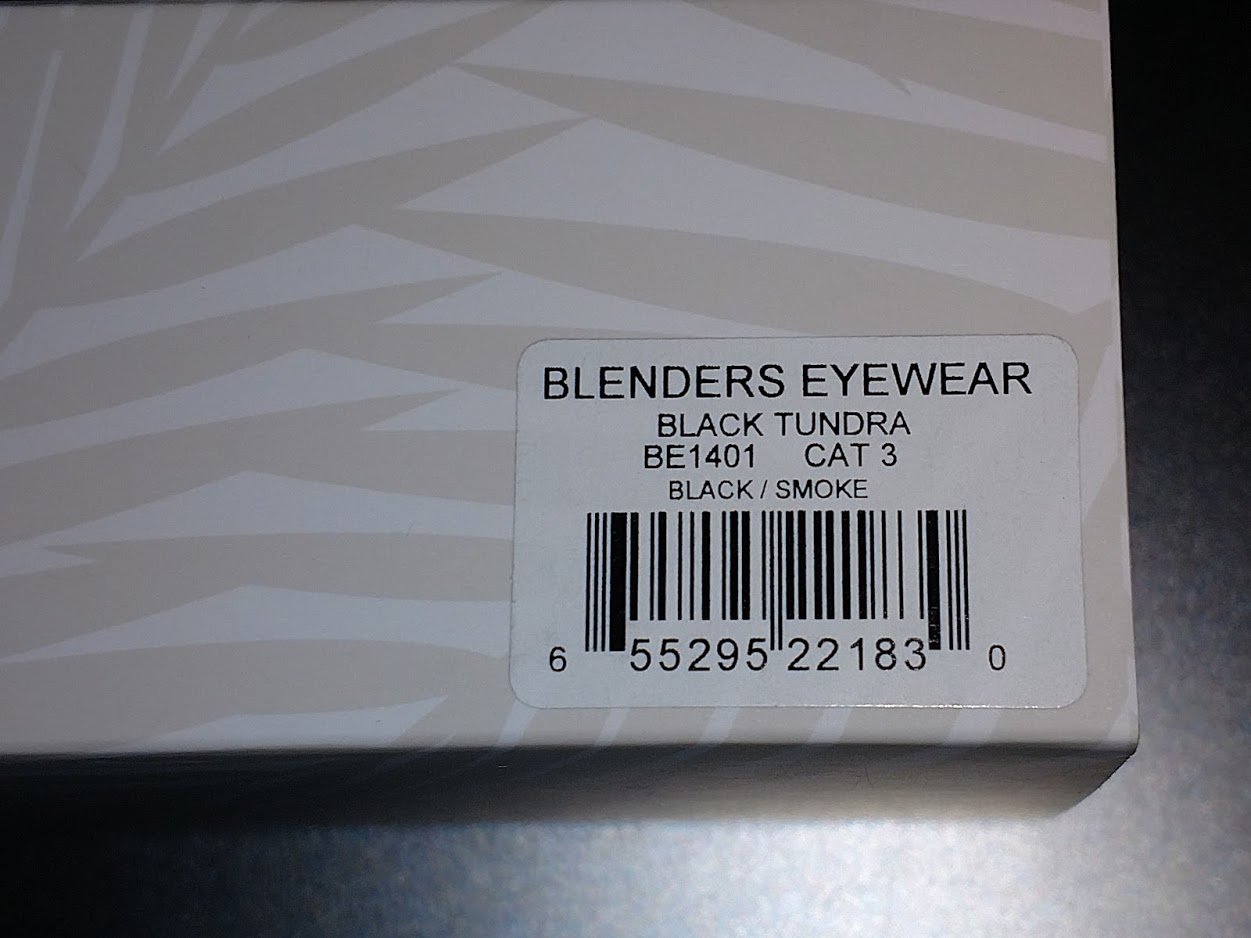 BLENDERS EYEWEAR
BLACK TUNDRA
BE1401 CAT 3
BLACK / SMOKE
6 55295 22183 0